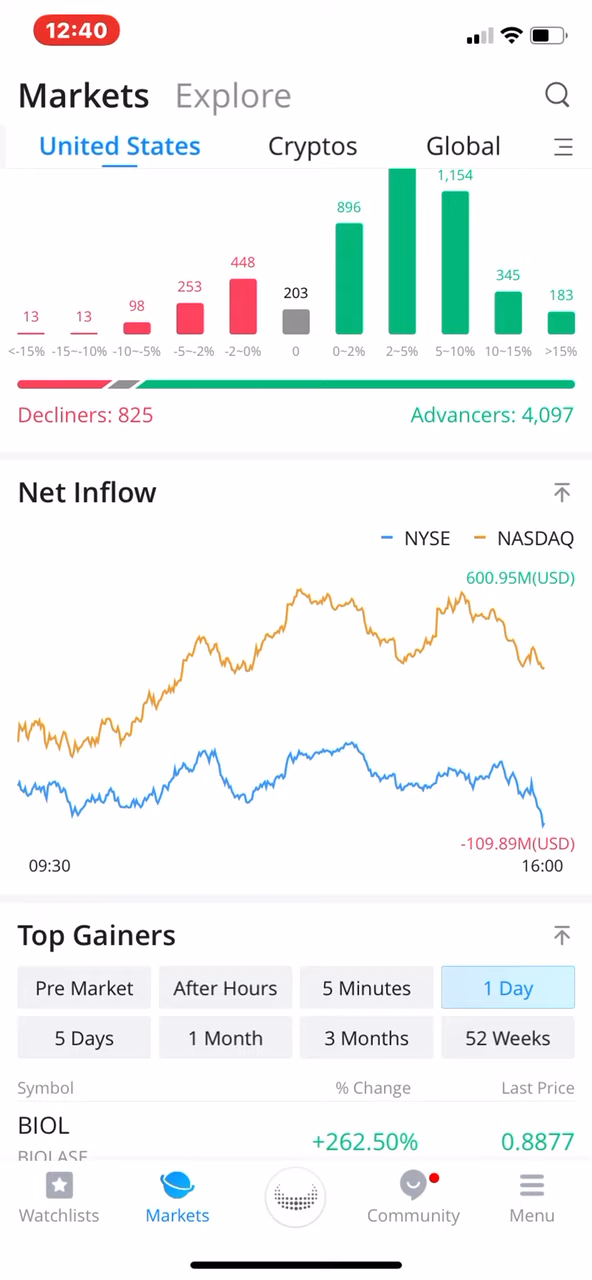 12:40
Markets Explore
United States Cryptos Global
1,154
896
448
345
253
203
183
98
13 13
<-15% -15~-10% -10~-5% -5~-2% -2~0% 0 0~2% 2~5% 5~10% 10~15% >15%
Decliners: 825 Advancers: 4,097
Net Inflow
NYSE NASDAQ
600.95M(USD)
-109.89M(USD)
09:30 16:00
Top Gainers
Pre Market After Hours 5 Minutes 1 Day
5 Days 1 Month 3 Months 52 Weeks
Symbol % Change Last Price
BIOL
+262.50% 0.8877
BIOLASE
Watchlists Markets Community Menu